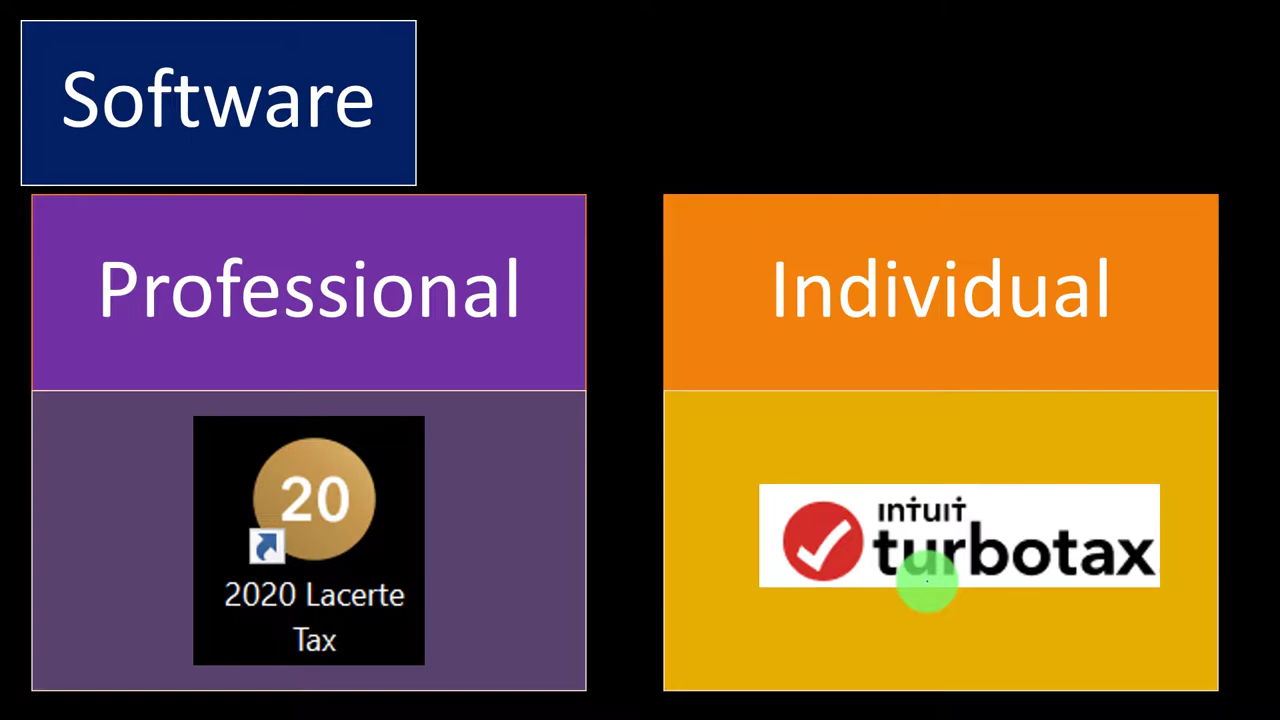 Software
Professional
Individual
20
2020 Lacerte
Tax
intuit
turbotax